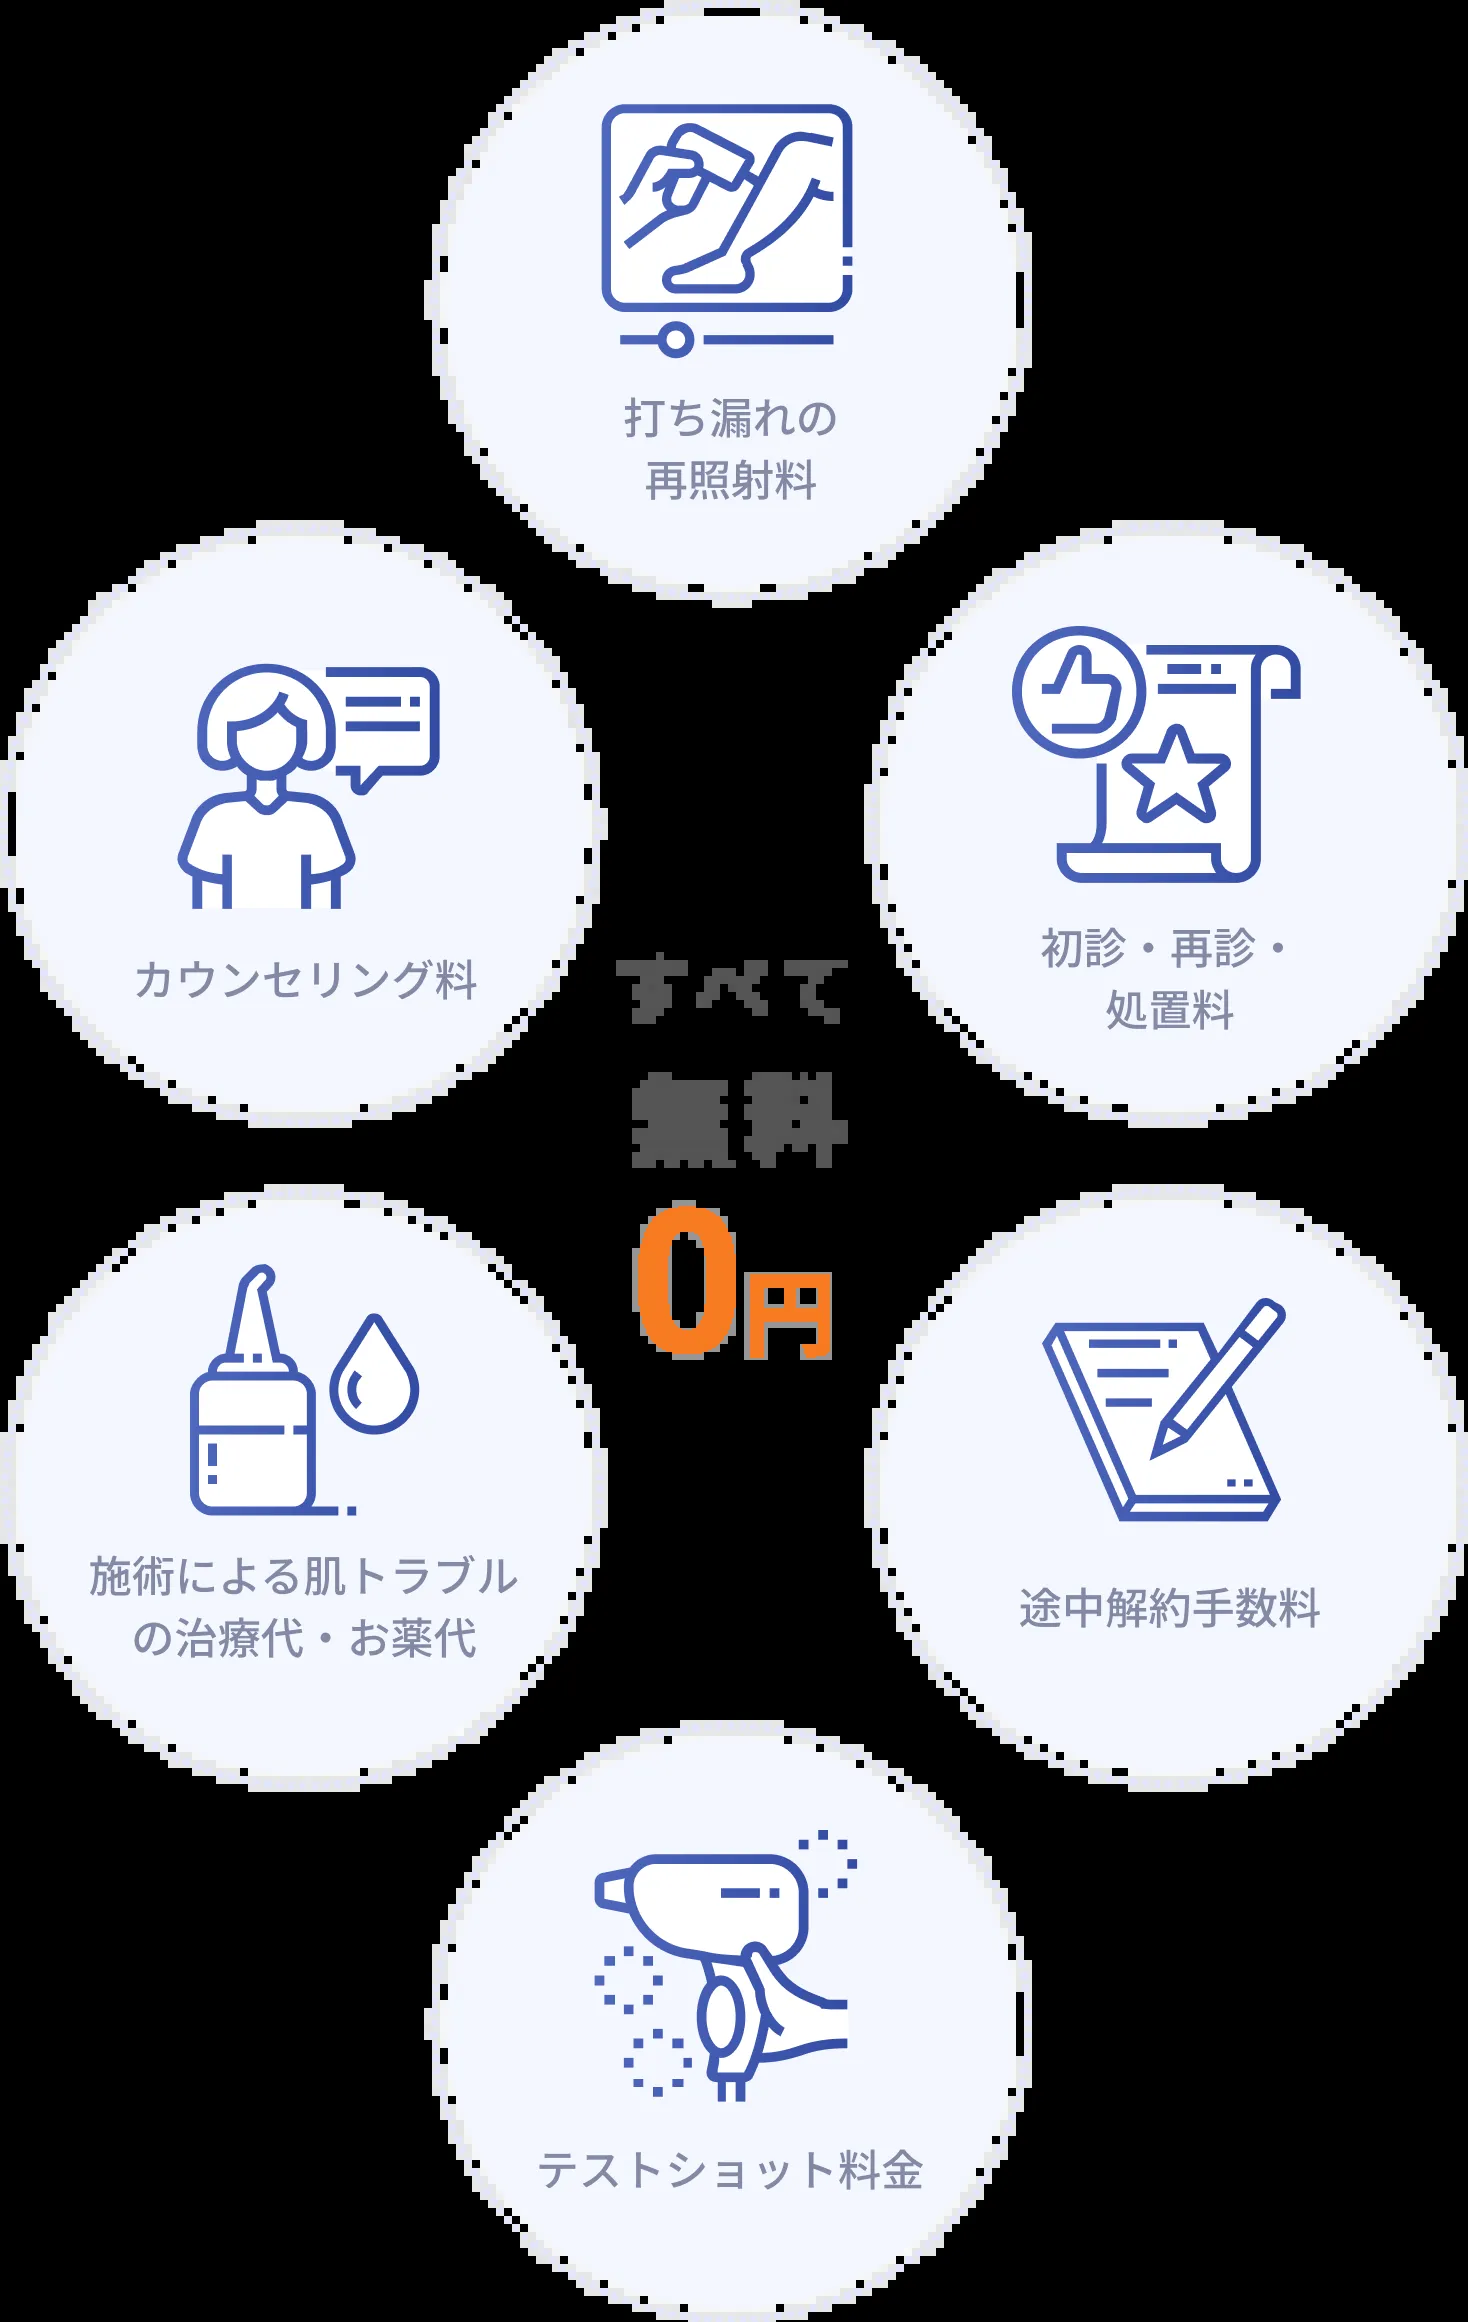 打ち漏れの
再照射料
カウンセリング料
初診・再診・
処置料
すべて
無料
0円
施術による肌トラブル
の治療代・お薬代
途中解約手数料
テストショット料金